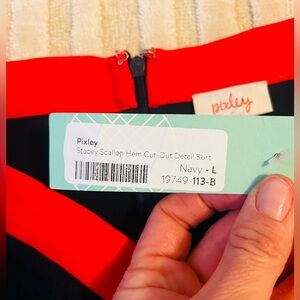 pixley
Pixley
Stacey Scallop Hem Cut-Out Detail Skirt
Navy - L
19749-113-B